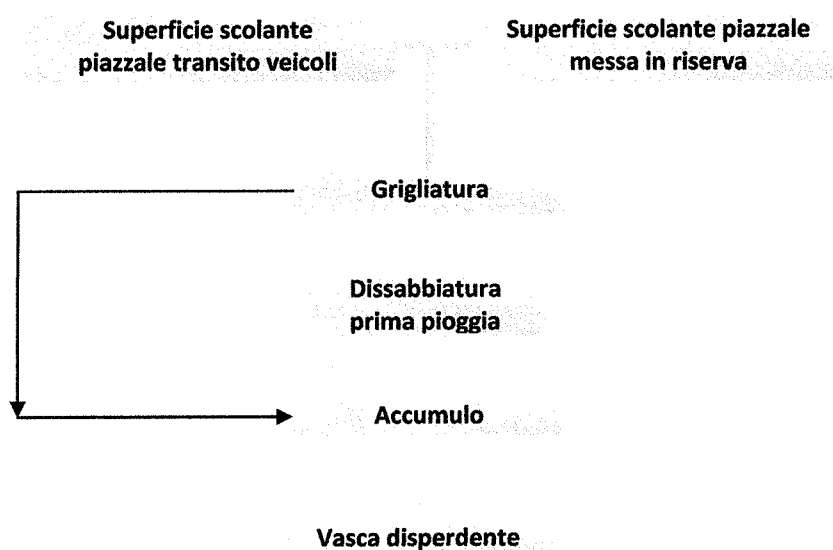 Superficie scolante
piazzale transito veicoli
Superficie scolante piazzale
messa in riserva
Grigliatura
Dissabbiatura
prima pioggia
Accumulo
Vasca disperdente